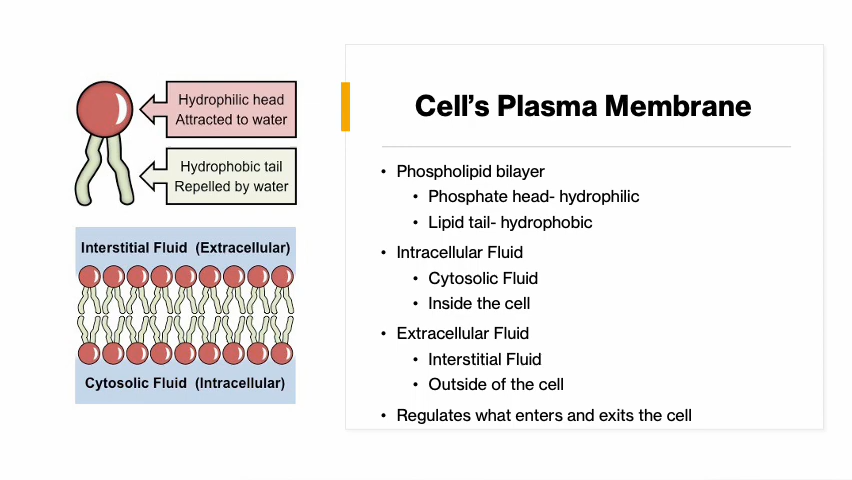 Hydrophilic head
Attracted to water
Hydrophobic tail
Repelled by water
Interstitial Fluid (Extracellular)
Cytosolic Fluid (Intracellular)
Cell’s Plasma Membrane
• Phospholipid bilayer
• Phosphate head- hydrophilic
• Lipid tail- hydrophobic
• Intracellular Fluid
• Cytosolic Fluid
• Inside the cell
• Extracellular Fluid
• Interstitial Fluid
• Outside of the cell
• Regulates what enters and exits the cell